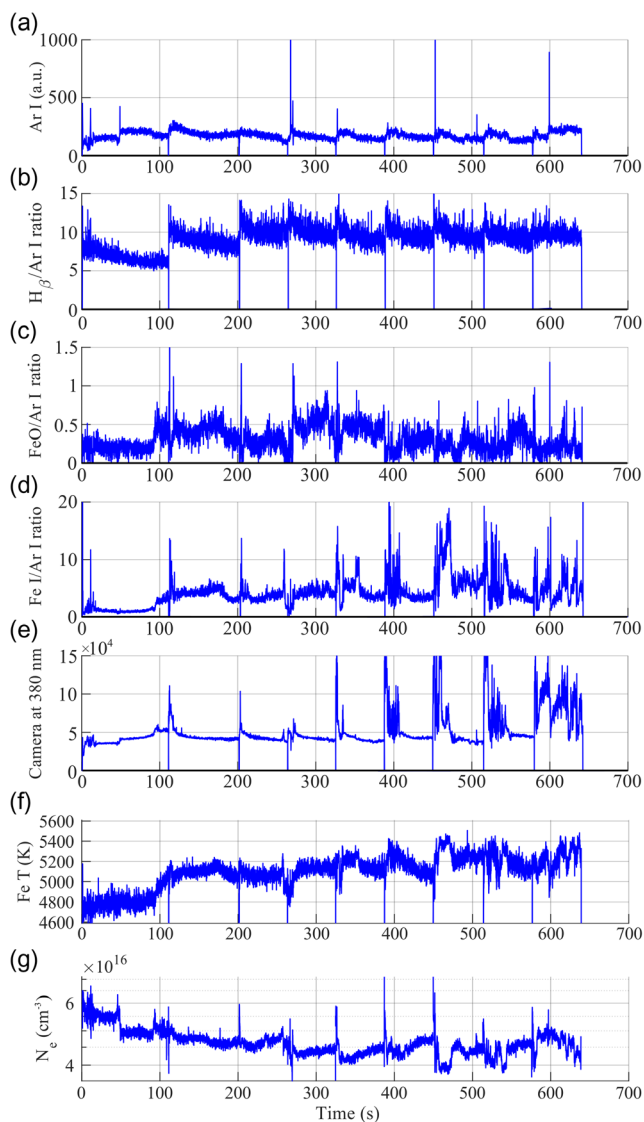 (a)
Ar I (a.u.)
1000
500
0
0 100 200 300 400 500 600 700
(b)
Hβ/Ar I ratio
15
10
5
0
0 100 200 300 400 500 600 700
(c)
FeO/Ar I ratio
1.5
1
0.5
0
0 100 200 300 400 500 600 700
(d)
Fe I/Ar I ratio
20
10
0
0 100 200 300 400 500 600 700
(e)
Camera at 380 nm
×10⁴
15
10
5
0
0 100 200 300 400 500 600 700
(f)
Fe T (K)
5600
5400
5200
5000
4800
4600
0 100 200 300 400 500 600 700
(g)
Nₑ (cm⁻³)
×10¹⁶
6
4
0 100 200 300 400 500 600 700
Time (s)